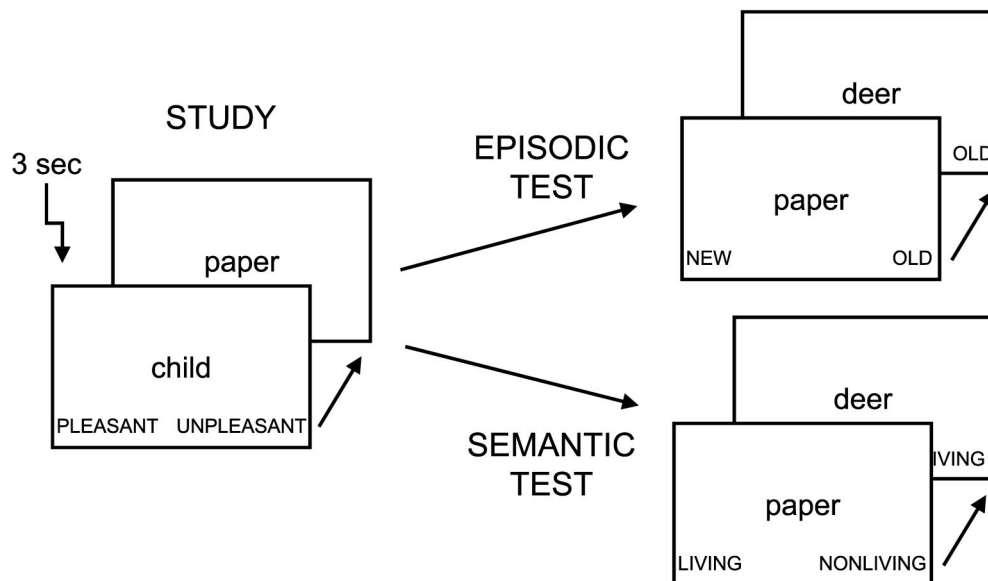 STUDY
3 sec
paper
child
PLEASANT UNPLEASANT
EPISODIC
TEST
deer
OLD
paper
NEW OLD
SEMANTIC
TEST
deer
IVING
paper
LIVING NONLIVING